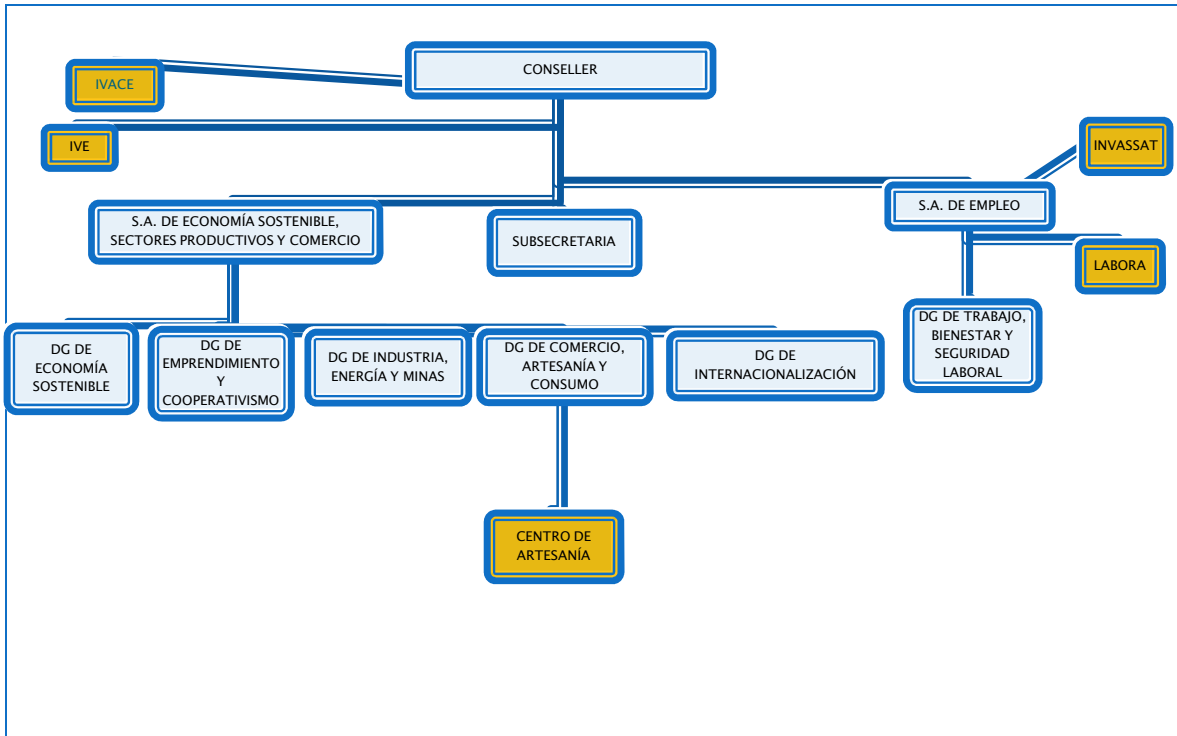 CONSELLER
IVACE
IVE
INVASSAT
S.A. DE ECONOMÍA SOSTENIBLE,
SECTORES PRODUCTIVOS Y COMERCIO
SUBSECRETARIA
S.A. DE EMPLEO
LABORA
DG DE
ECONOMÍA
SOSTENIBLE
DG DE
EMPRENDIMIENTO
Y
COOPERATIVISMO
DG DE INDUSTRIA,
ENERGÍA Y MINAS
DG DE COMERCIO,
ARTESANÍA Y
CONSUMO
DG DE
INTERNACIONALIZACIÓN
DG DE TRABAJO,
BIENESTAR Y
SEGURIDAD
LABORAL
CENTRO DE
ARTESANÍA